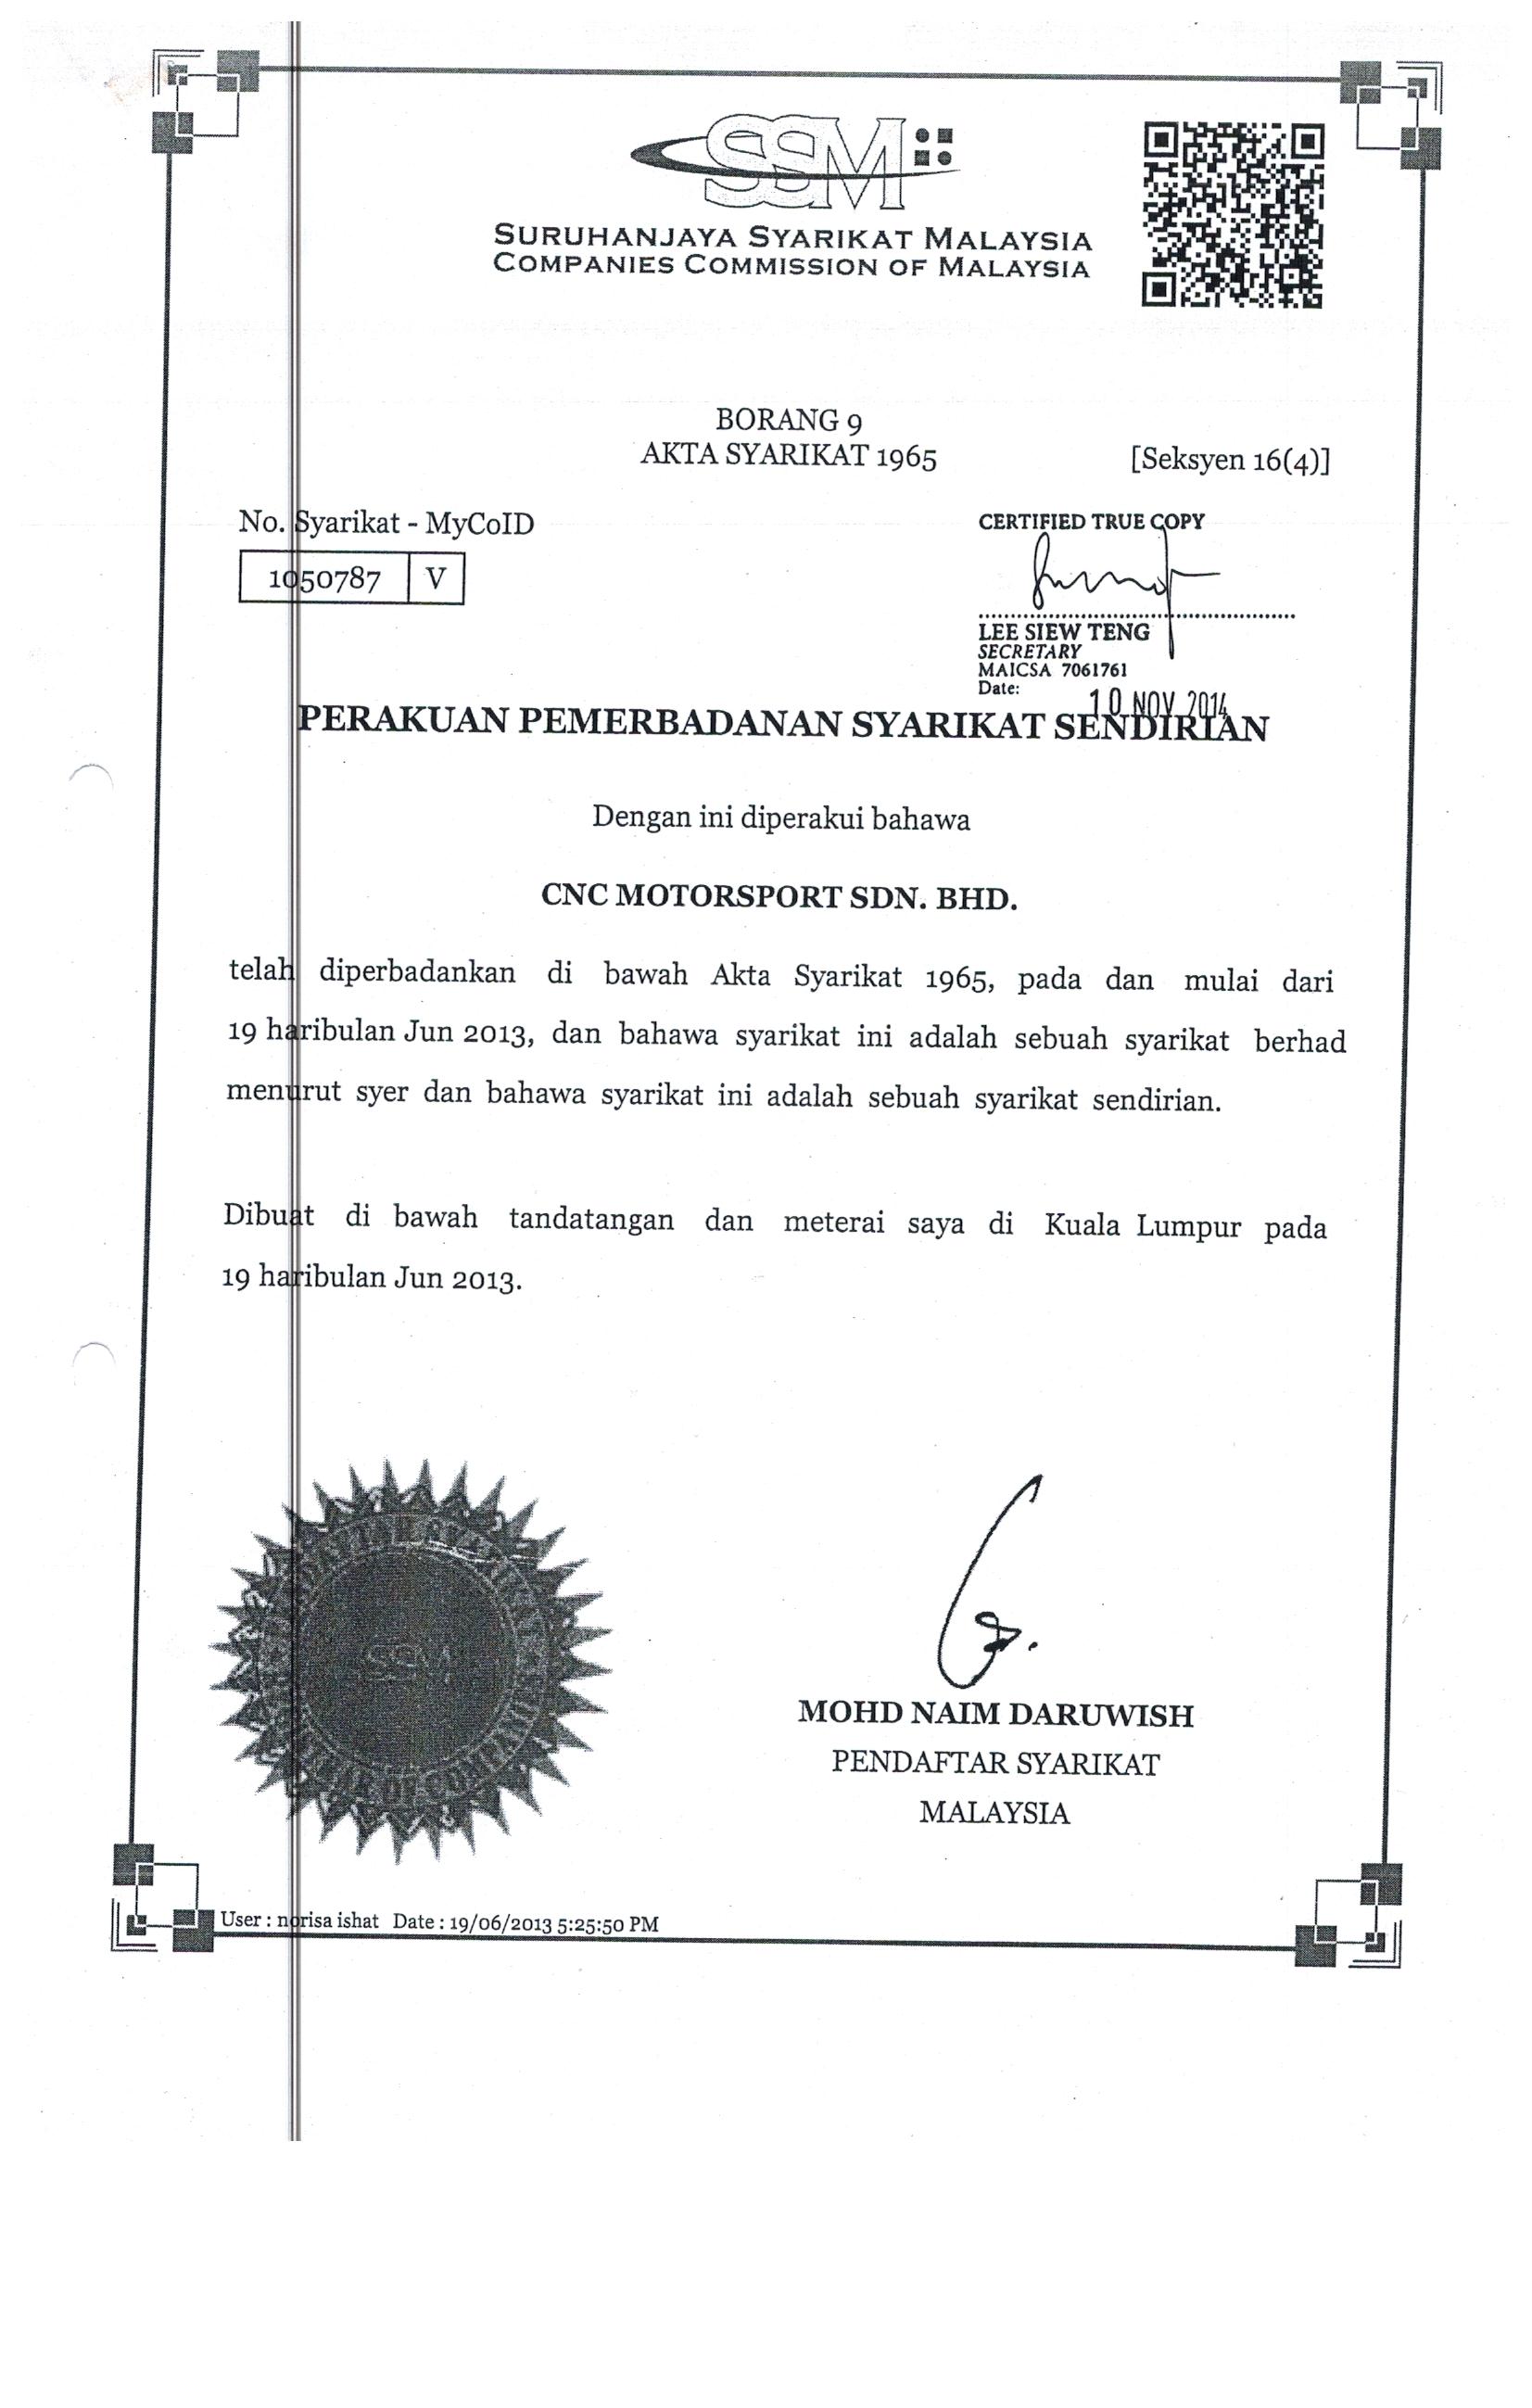 SSM
SURUHANJAYA SYARIKAT MALAYSIA
COMPANIES COMMISSION OF MALAYSIA
BORANG 9
AKTA SYARIKAT 1965
[Seksyen 16(4)]
No. Syarikat - MyCoID
1050787 V
CERTIFIED TRUE COPY
LEE SIEW TENG
SECRETARY
MAICSA 7061761
Date: 10 NOV 2014
PERAKUAN PEMERBADANAN SYARIKAT SENDIRIAN
Dengan ini diperakui bahawa
CNC MOTORSPORT SDN. BHD.
telah diperbadankan di bawah Akta Syarikat 1965, pada dan mulai dari
19 haribulan Jun 2013, dan bahawa syarikat ini adalah sebuah syarikat berhad
menurut syer dan bahawa syarikat ini adalah sebuah syarikat sendirian.
Dibuat di bawah tandatangan dan meterai saya di Kuala Lumpur pada
19 haribulan Jun 2013.
SSM
MOHD NAIM DARUWISH
PENDAFTAR SYARIKAT
MALAYSIA
User : norisa ishat Date : 19/06/2013 5:25:50 PM